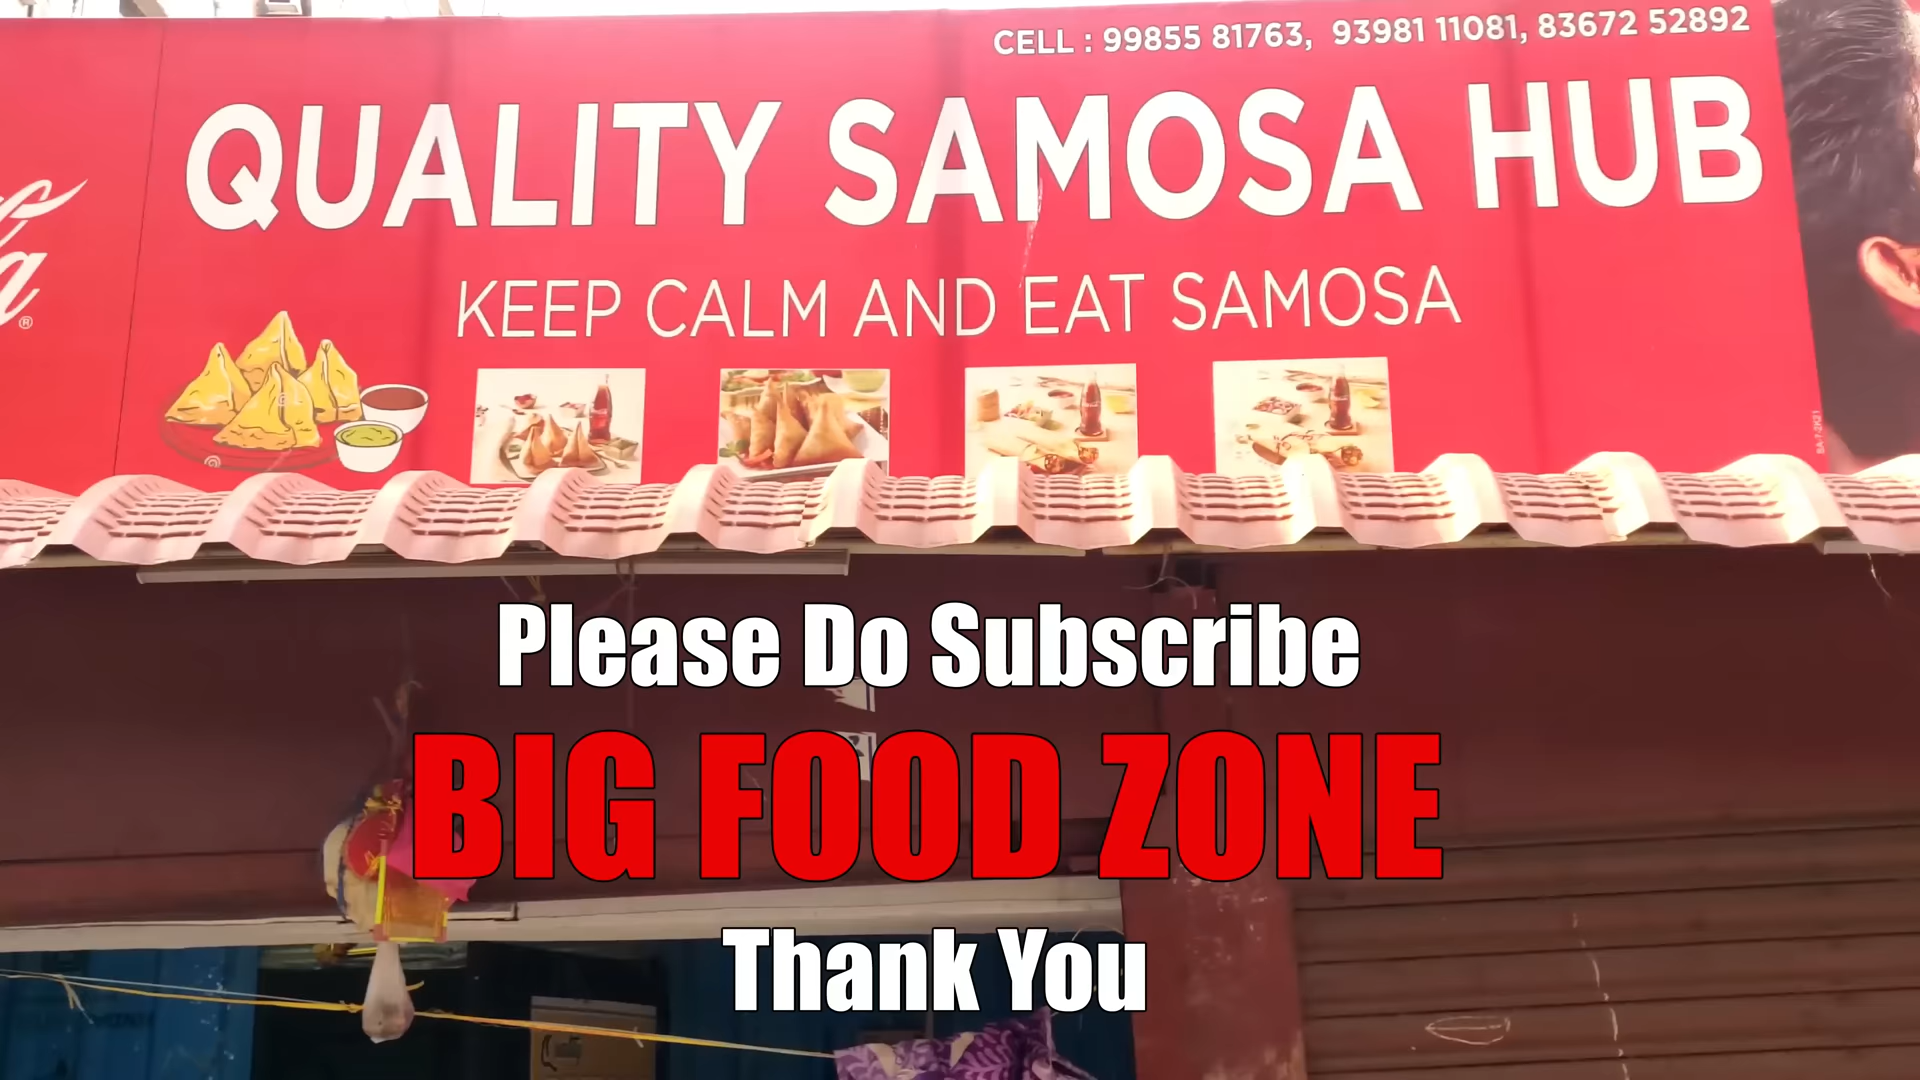 CELL : 99855 81763, 93981 11081, 83672 52892
QUALITY SAMOSA HUB
KEEP CALM AND EAT SAMOSA
Please Do Subscribe
BIG FOOD ZONE
Thank You